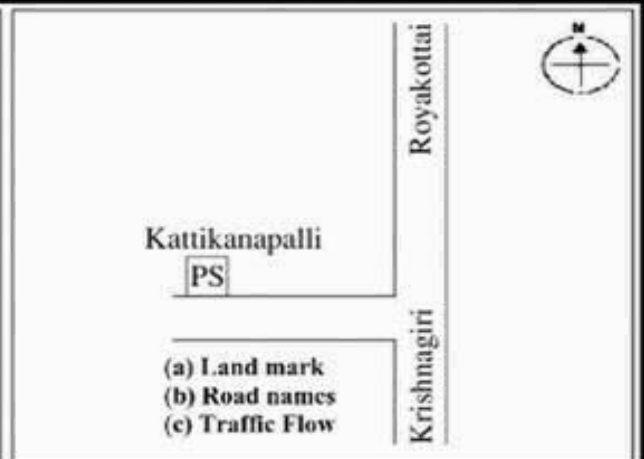 N
Royakottai
Kattikanapalli
PS
Krishnagiri
(a) Land mark
(b) Road names
(c) Traffic Flow